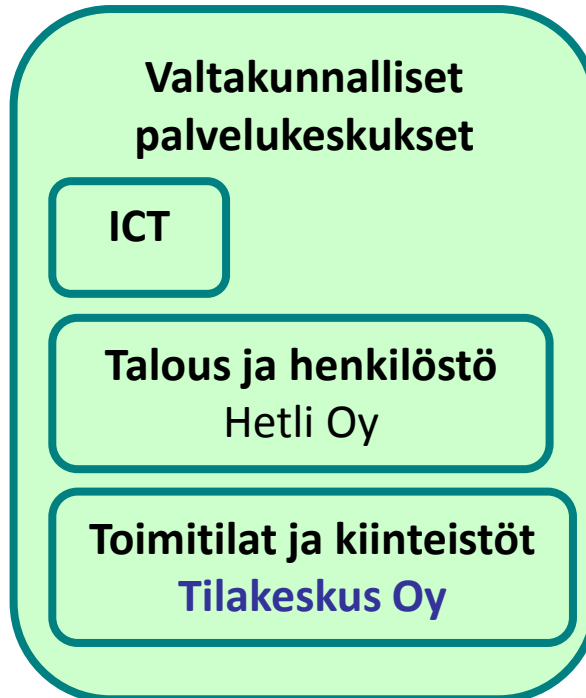 Valtakunnalliset
palvelukeskukset
ICT
Talous ja henkilöstö
Hetli Oy
Toimitilat ja kiinteistöt
Tilakeskus Oy